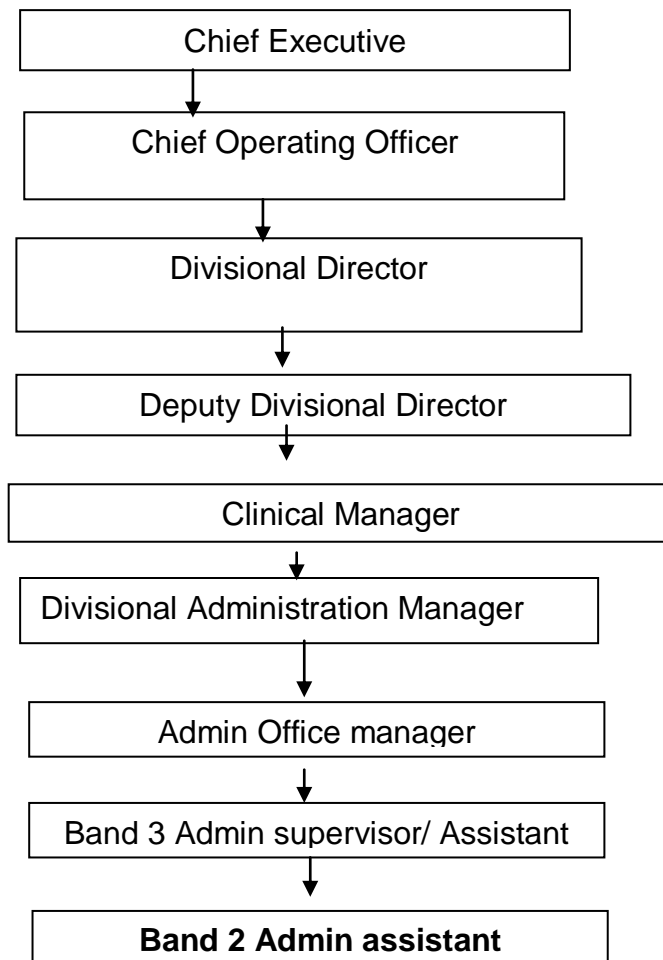 Chief Executive
Chief Operating Officer
Divisional Director
Deputy Divisional Director
Clinical Manager
Divisional Administration Manager
Admin Office manager
Band 3 Admin supervisor/ Assistant
Band 2 Admin assistant